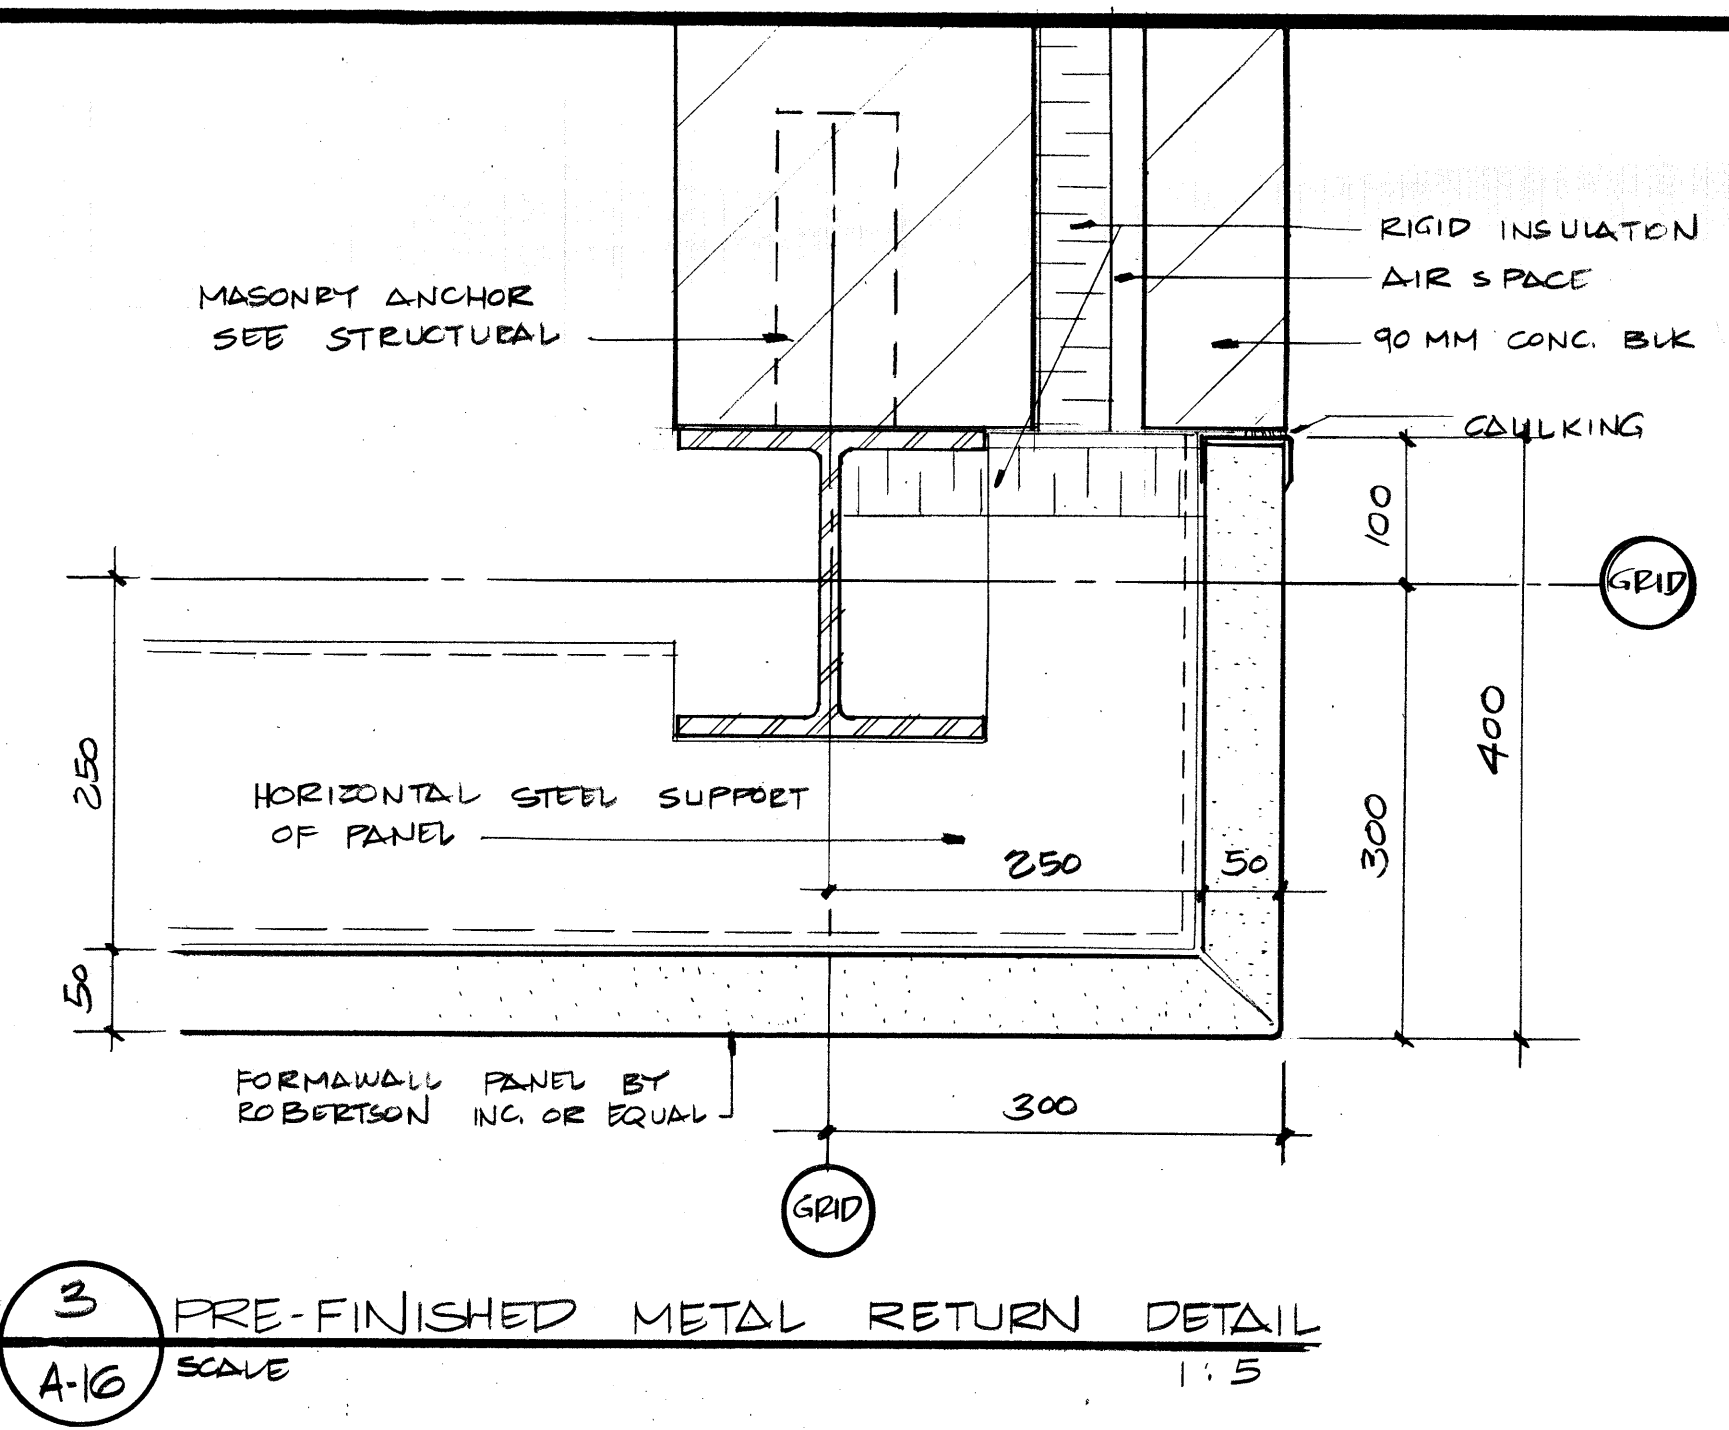 RIGID INSULATION
AIR SPACE
MASONRY ANCHOR
SEE STRUCTURAL
90 MM CONC. BLK
CAULKING
100
GRID
400
250
HORIZONTAL STEEL SUPPORT
OF PANEL
300
250
50
50
FORMAWALL PANEL BY
ROBERTSON INC. OR EQUAL
300
GRID
3
PRE-FINISHED METAL RETURN DETAIL
A-16
SCALE 1:5